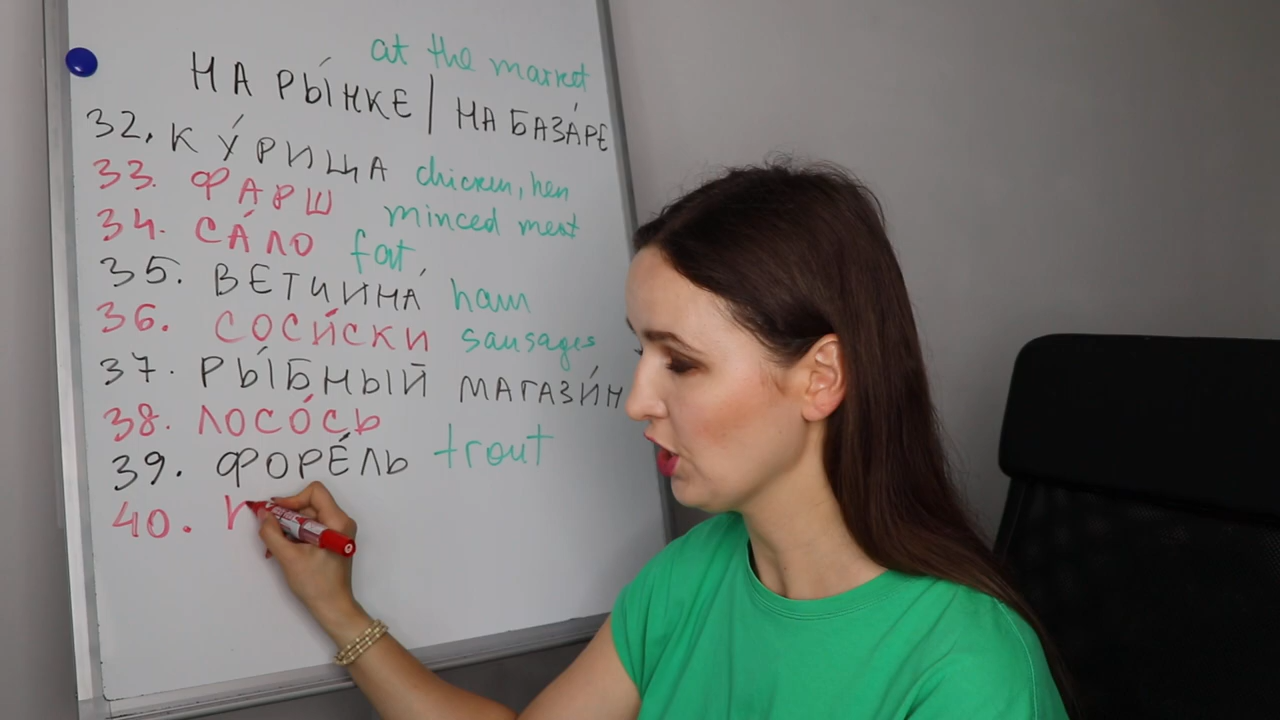 at the market
НА РЫ́НКЕ | НА БАЗА́РЕ
32. КУ́РИЦА chicken, hen
33. ФАРШ minced meat
34. СА́ЛО fat
35. ВЕТЧИНА́ ham
36. СОСИ́СКИ sausages
37. РЫ́БНЫЙ МАГАЗИ́Н
38. ЛОСО́СЬ
39. ФОРЕ́ЛЬ trout
40.